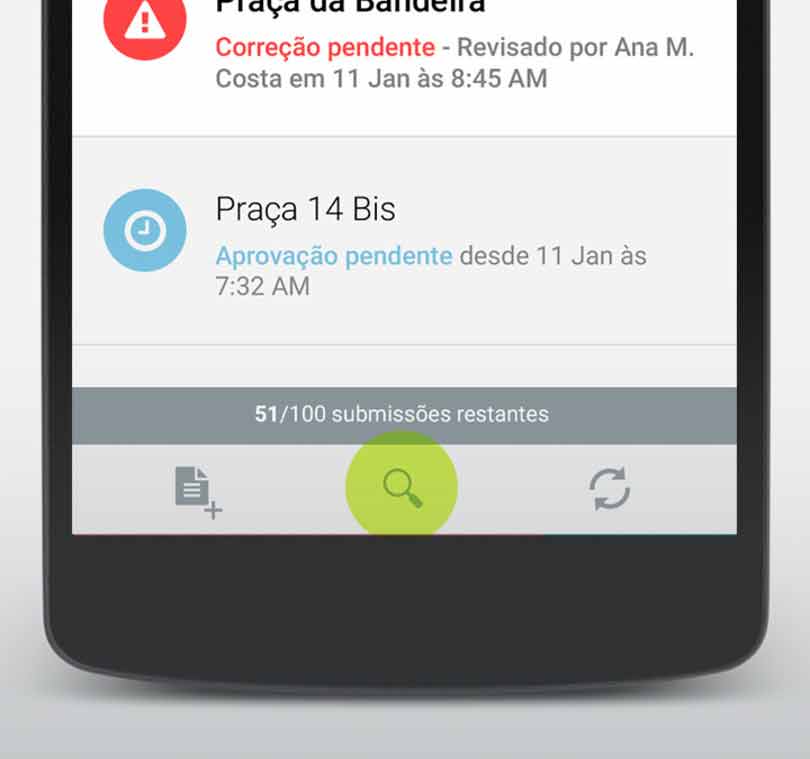 Praça da Bandeira
Correção pendente - Revisado por Ana M.
Costa em 11 Jan às 8:45 AM
Praça 14 Bis
Aprovação pendente desde 11 Jan às
7:32 AM
51/100 submissões restantes